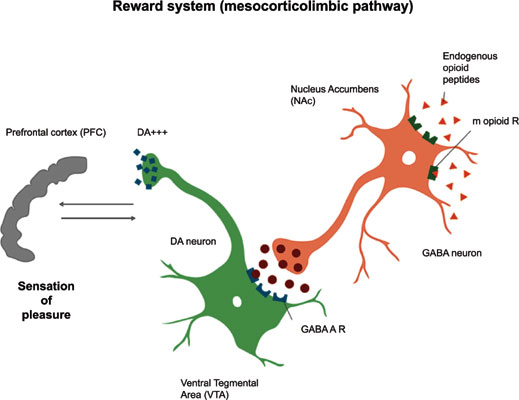 Reward system (mesocorticolimbic pathway)
Endogenous
opioid
peptides
Nucleus Accumbens
(NAc)
m opioid R
Prefrontal cortex (PFC)
DA+++
DA neuron
GABA neuron
Sensation
of
pleasure
GABA A R
Ventral Tegmental
Area (VTA)